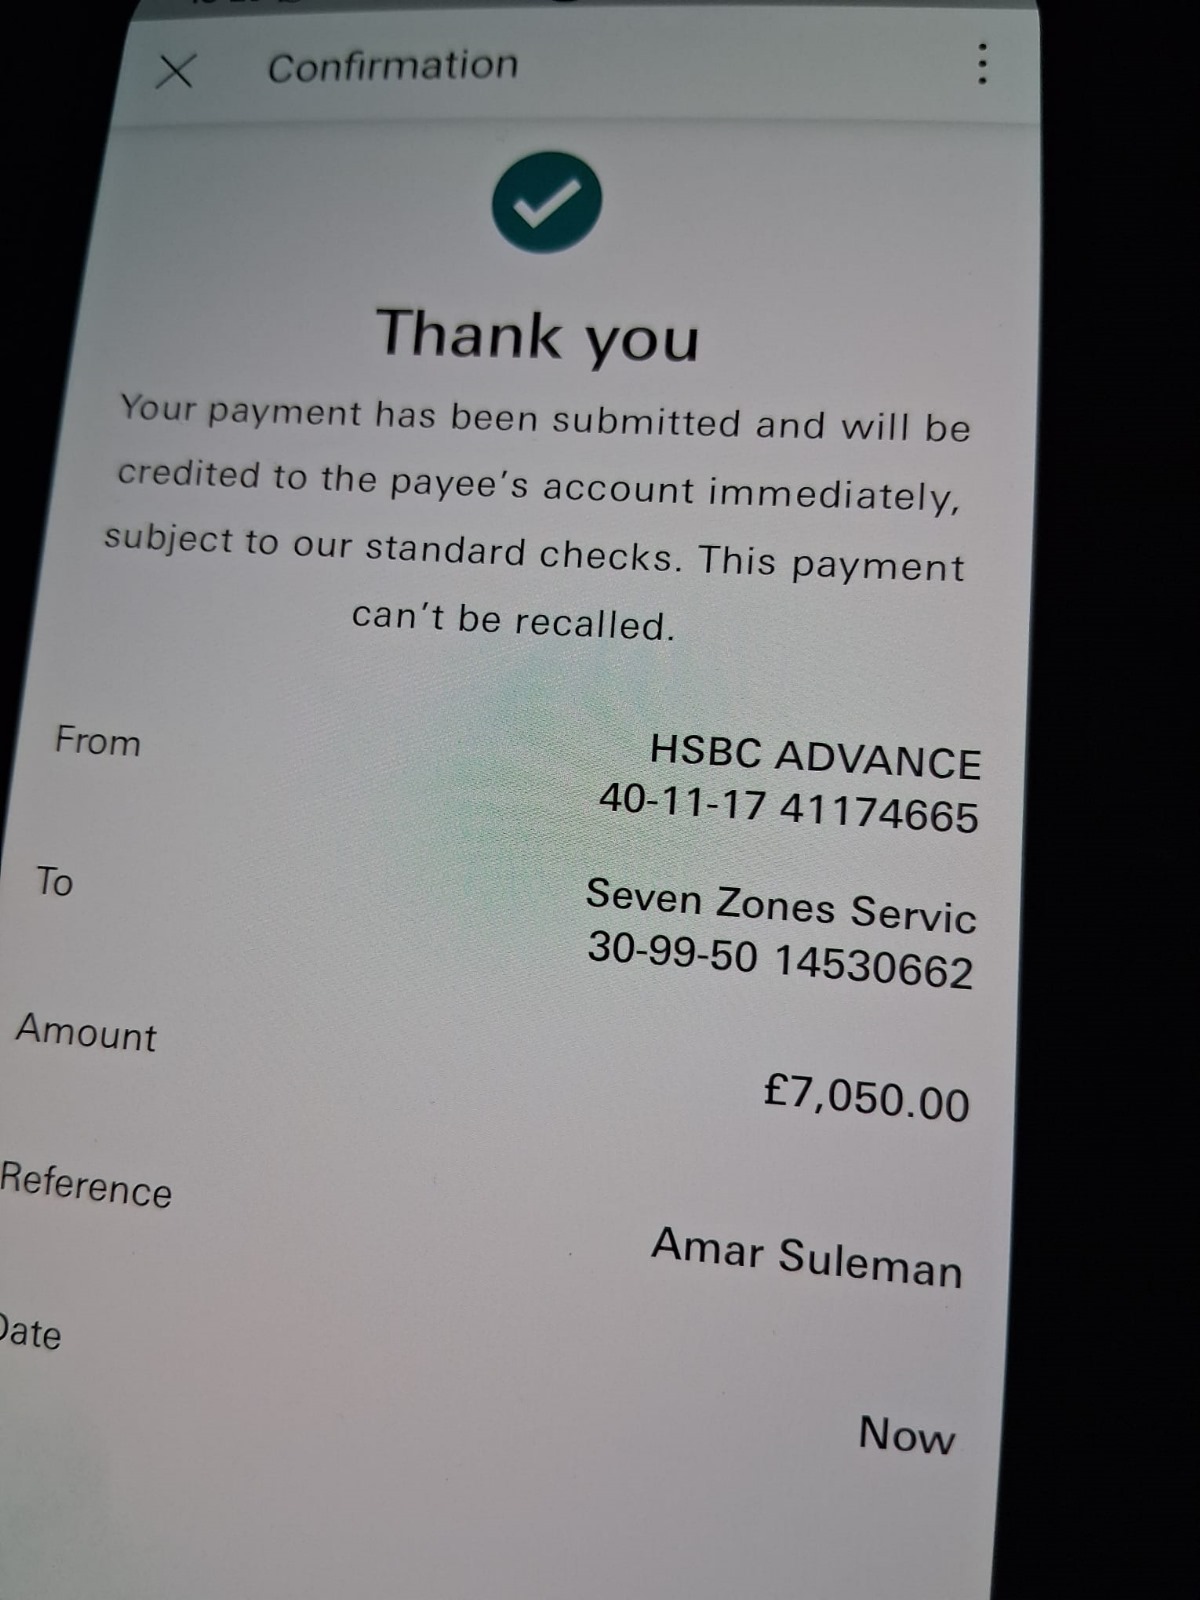 Confirmation
Thank you
Your payment has been submitted and will be
credited to the payee's account immediately,
subject to our standard checks. This payment
can't be recalled.
From
HSBC ADVANCE
40-11-17 41174665
To
Seven Zones Servic
30-99-50 14530662
Amount
£7,050.00
Reference
Amar Suleman
Date
Now